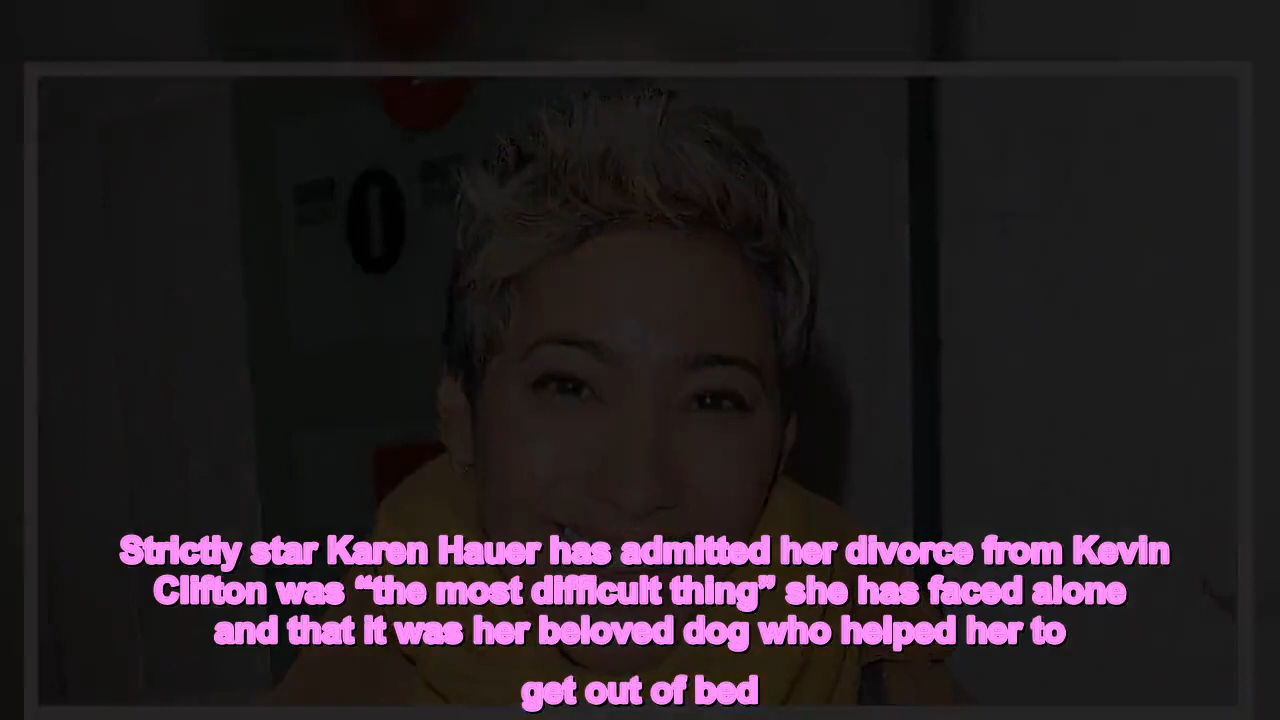 0
Strictly star Karen Hauer has admitted her divorce from Kevin
Clifton was “the most difficult thing” she has faced alone
and that it was her beloved dog who helped her to
get out of bed